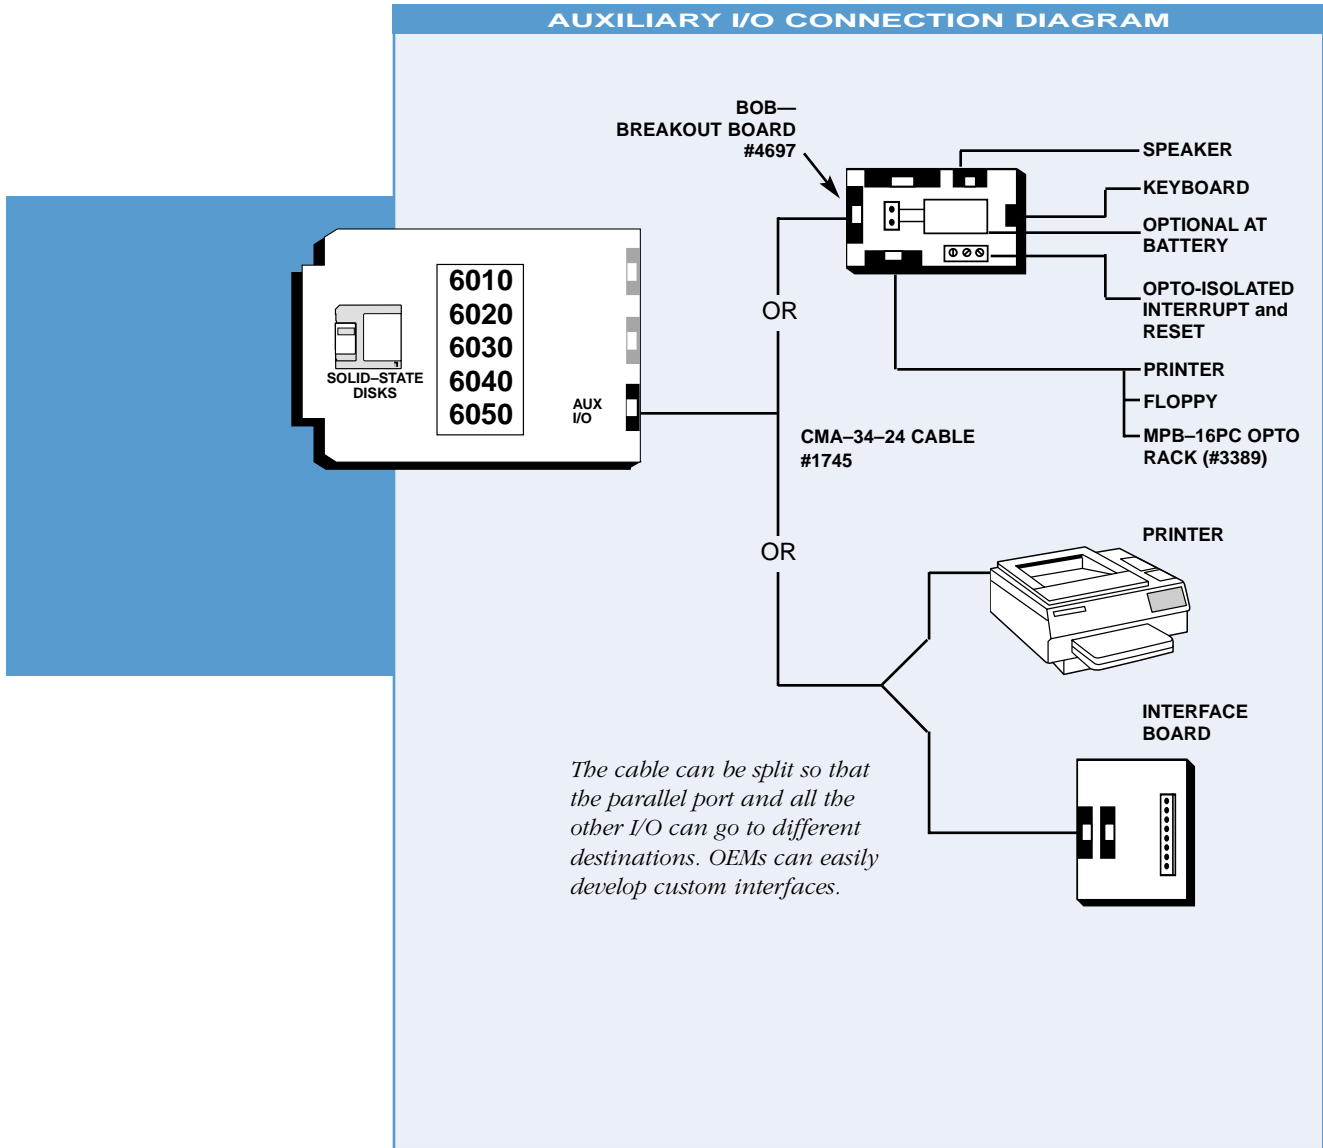 AUXILIARY I/O CONNECTION DIAGRAM
BOB—
BREAKOUT BOARD
#4697
SPEAKER
KEYBOARD
OPTIONAL AT
BATTERY
OPTO-ISOLATED
INTERRUPT and
RESET
PRINTER
FLOPPY
MPB–16PC OPTO
RACK (#3389)
6010
6020
6030
6040
6050
SOLID–STATE
DISKS
AUX
I/O
OR
CMA–34–24 CABLE
#1745
OR
PRINTER
INTERFACE
BOARD
The cable can be split so that
the parallel port and all the
other I/O can go to different
destinations. OEMs can easily
develop custom interfaces.